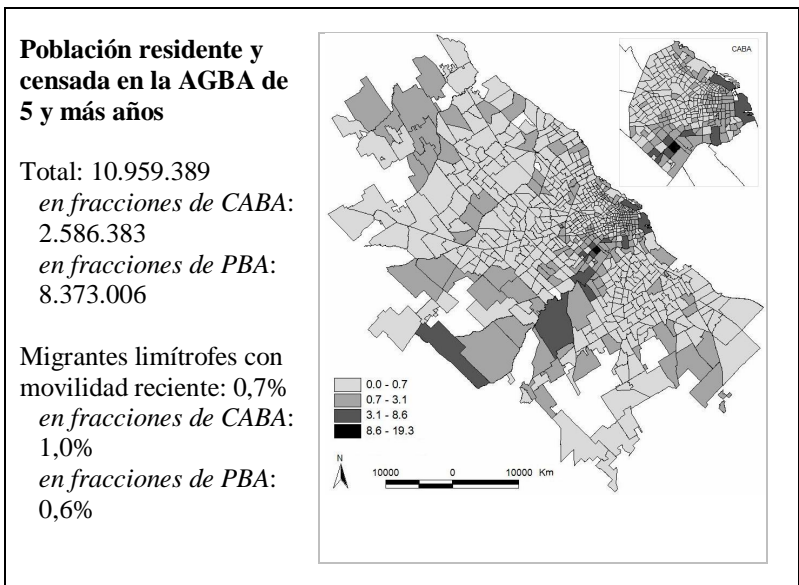 Población residente y
censada en la AGBA de
5 y más años
Total: 10.959.389
en fracciones de CABA:
2.586.383
en fracciones de PBA:
8.373.006
Migrantes limítrofes con
movilidad reciente: 0,7%
en fracciones de CABA:
1,0%
en fracciones de PBA:
0,6%
CABA
0.0 - 0.7
0.7 - 3.1
3.1 - 8.6
8.6 - 19.3
N
10000 0 10000 Km